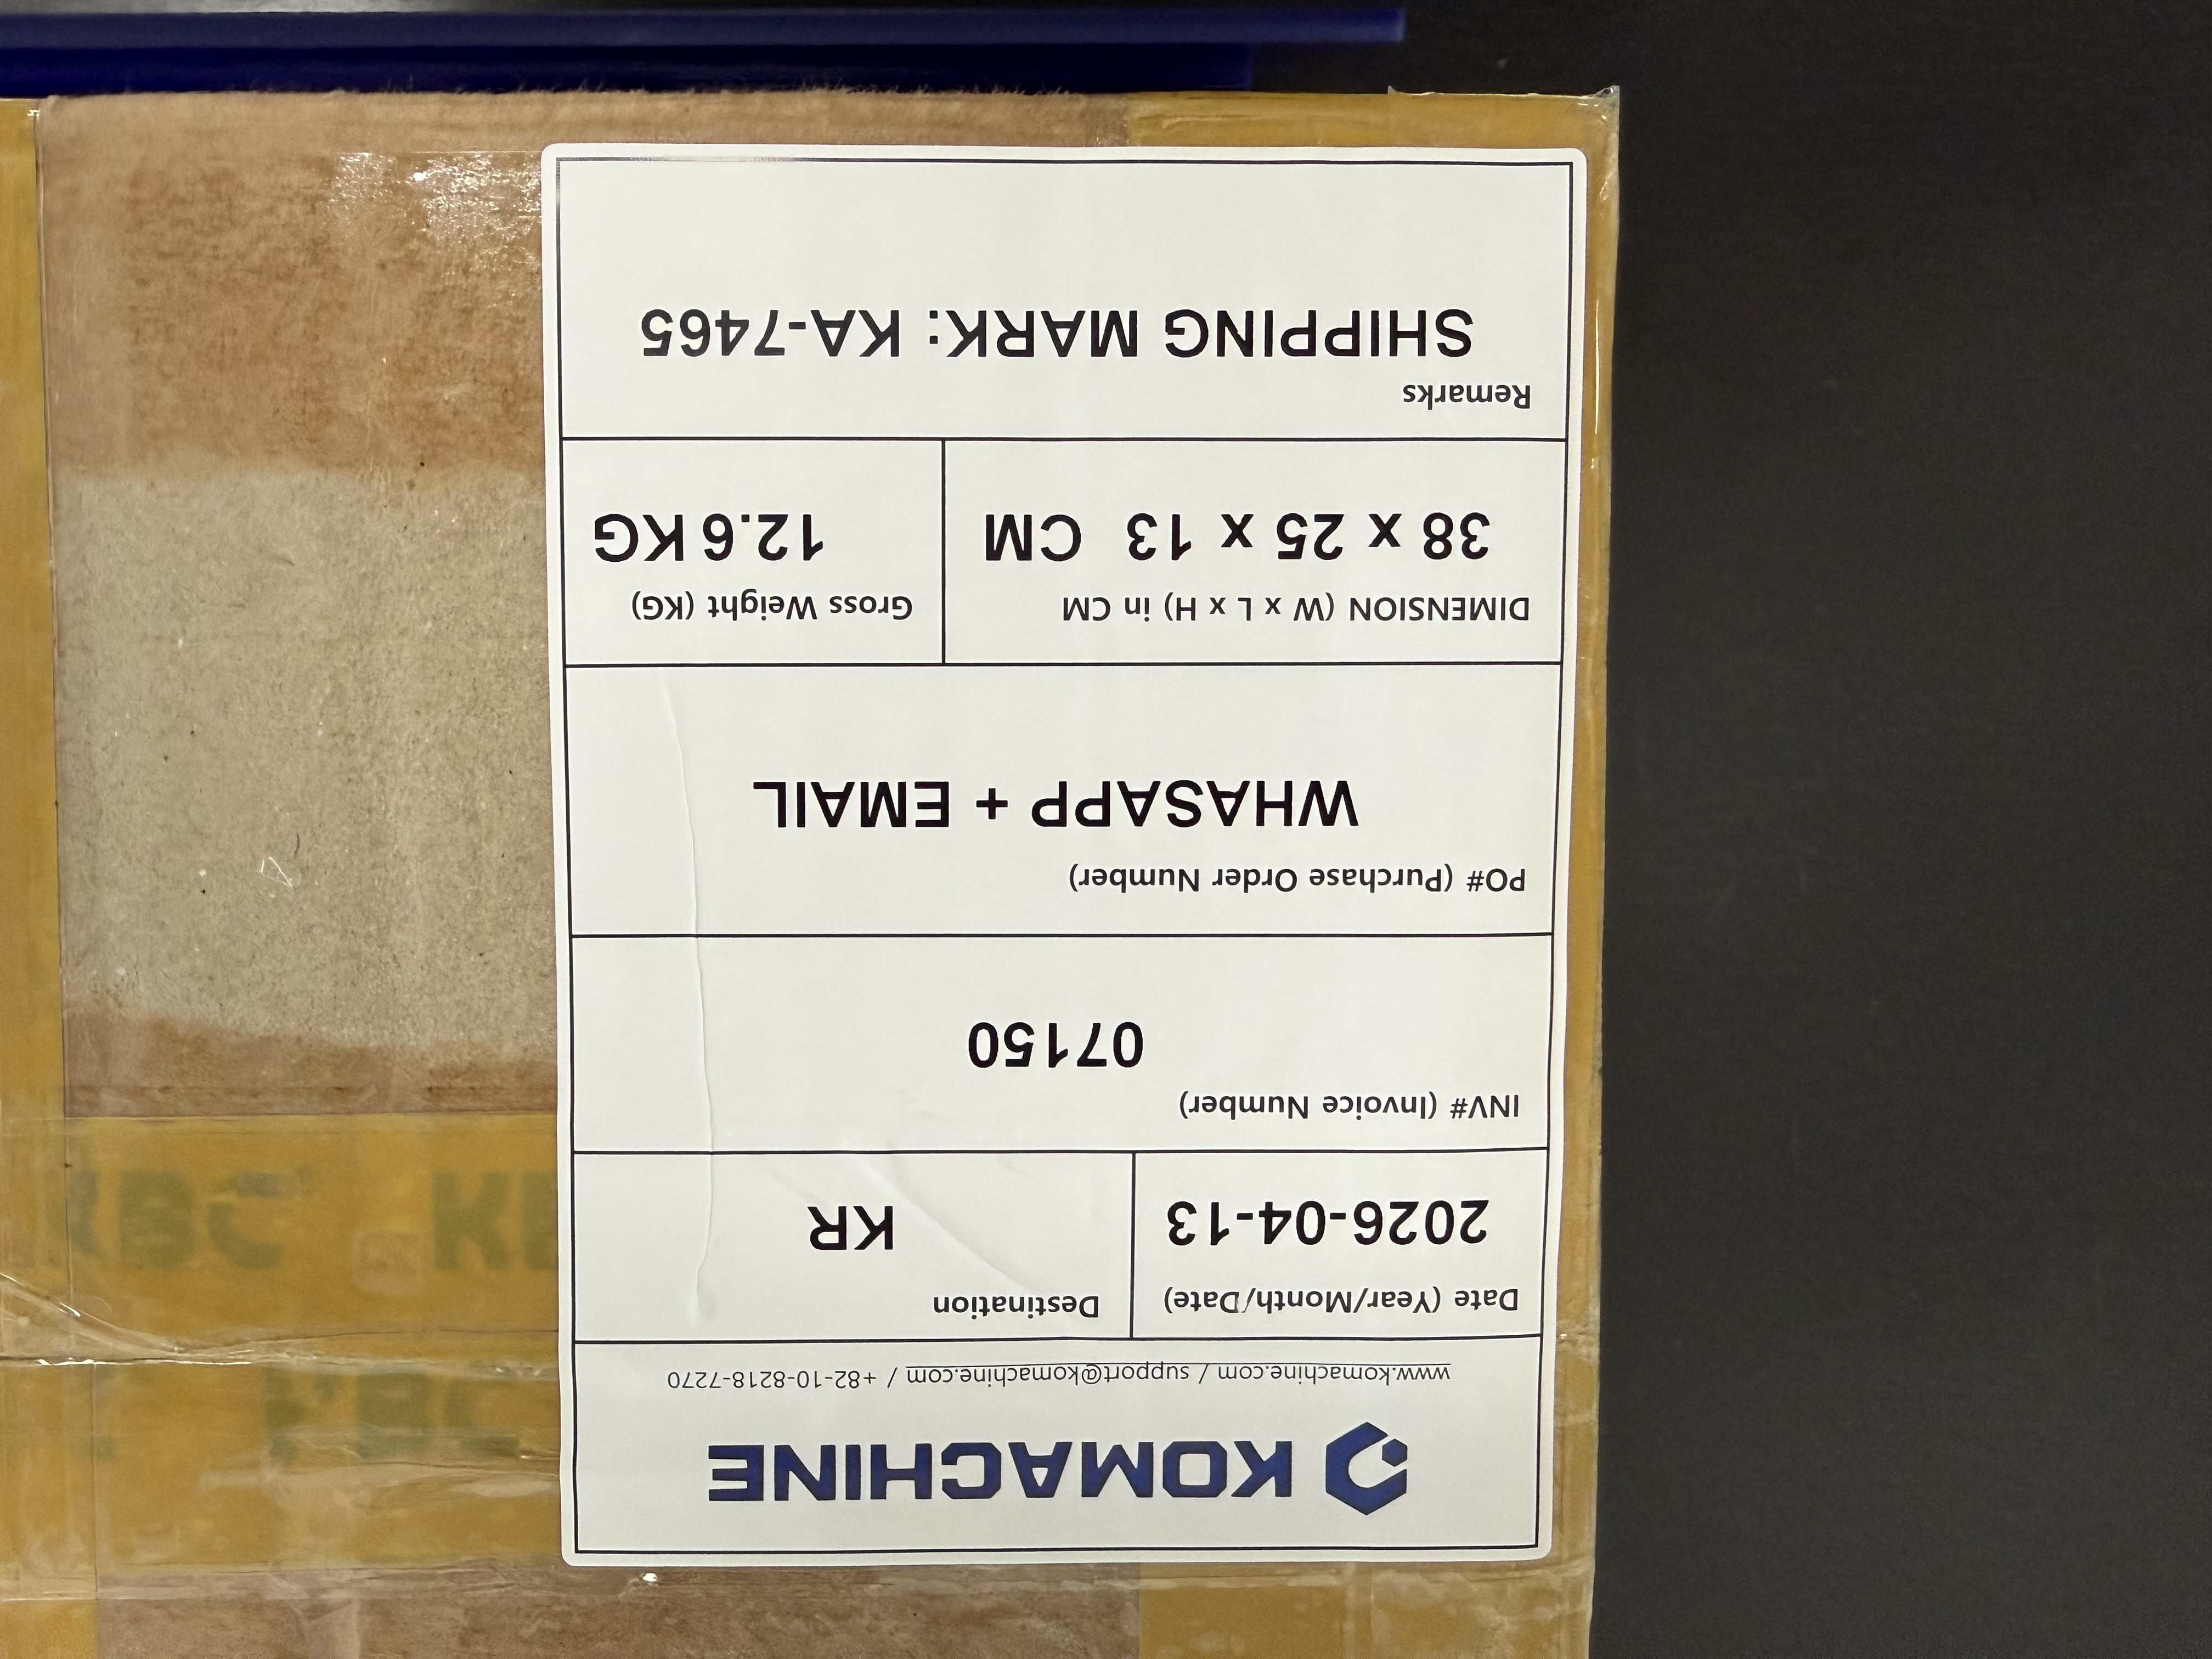 KOMACHINE
www.komachine.com / support@komachine.com / +82-10-8218-7270
Date (Year/Month/Date)
2026-04-13
Destination
KR
INV# (Invoice Number)
07150
PO# (Purchase Order Number)
WHASAPP + EMAIL
DIMENSION (W x L x H) in CM
38 x 25 x 13 CM
Gross Weight (KG)
12.6 KG
Remarks
SHIPPING MARK: KA-7465